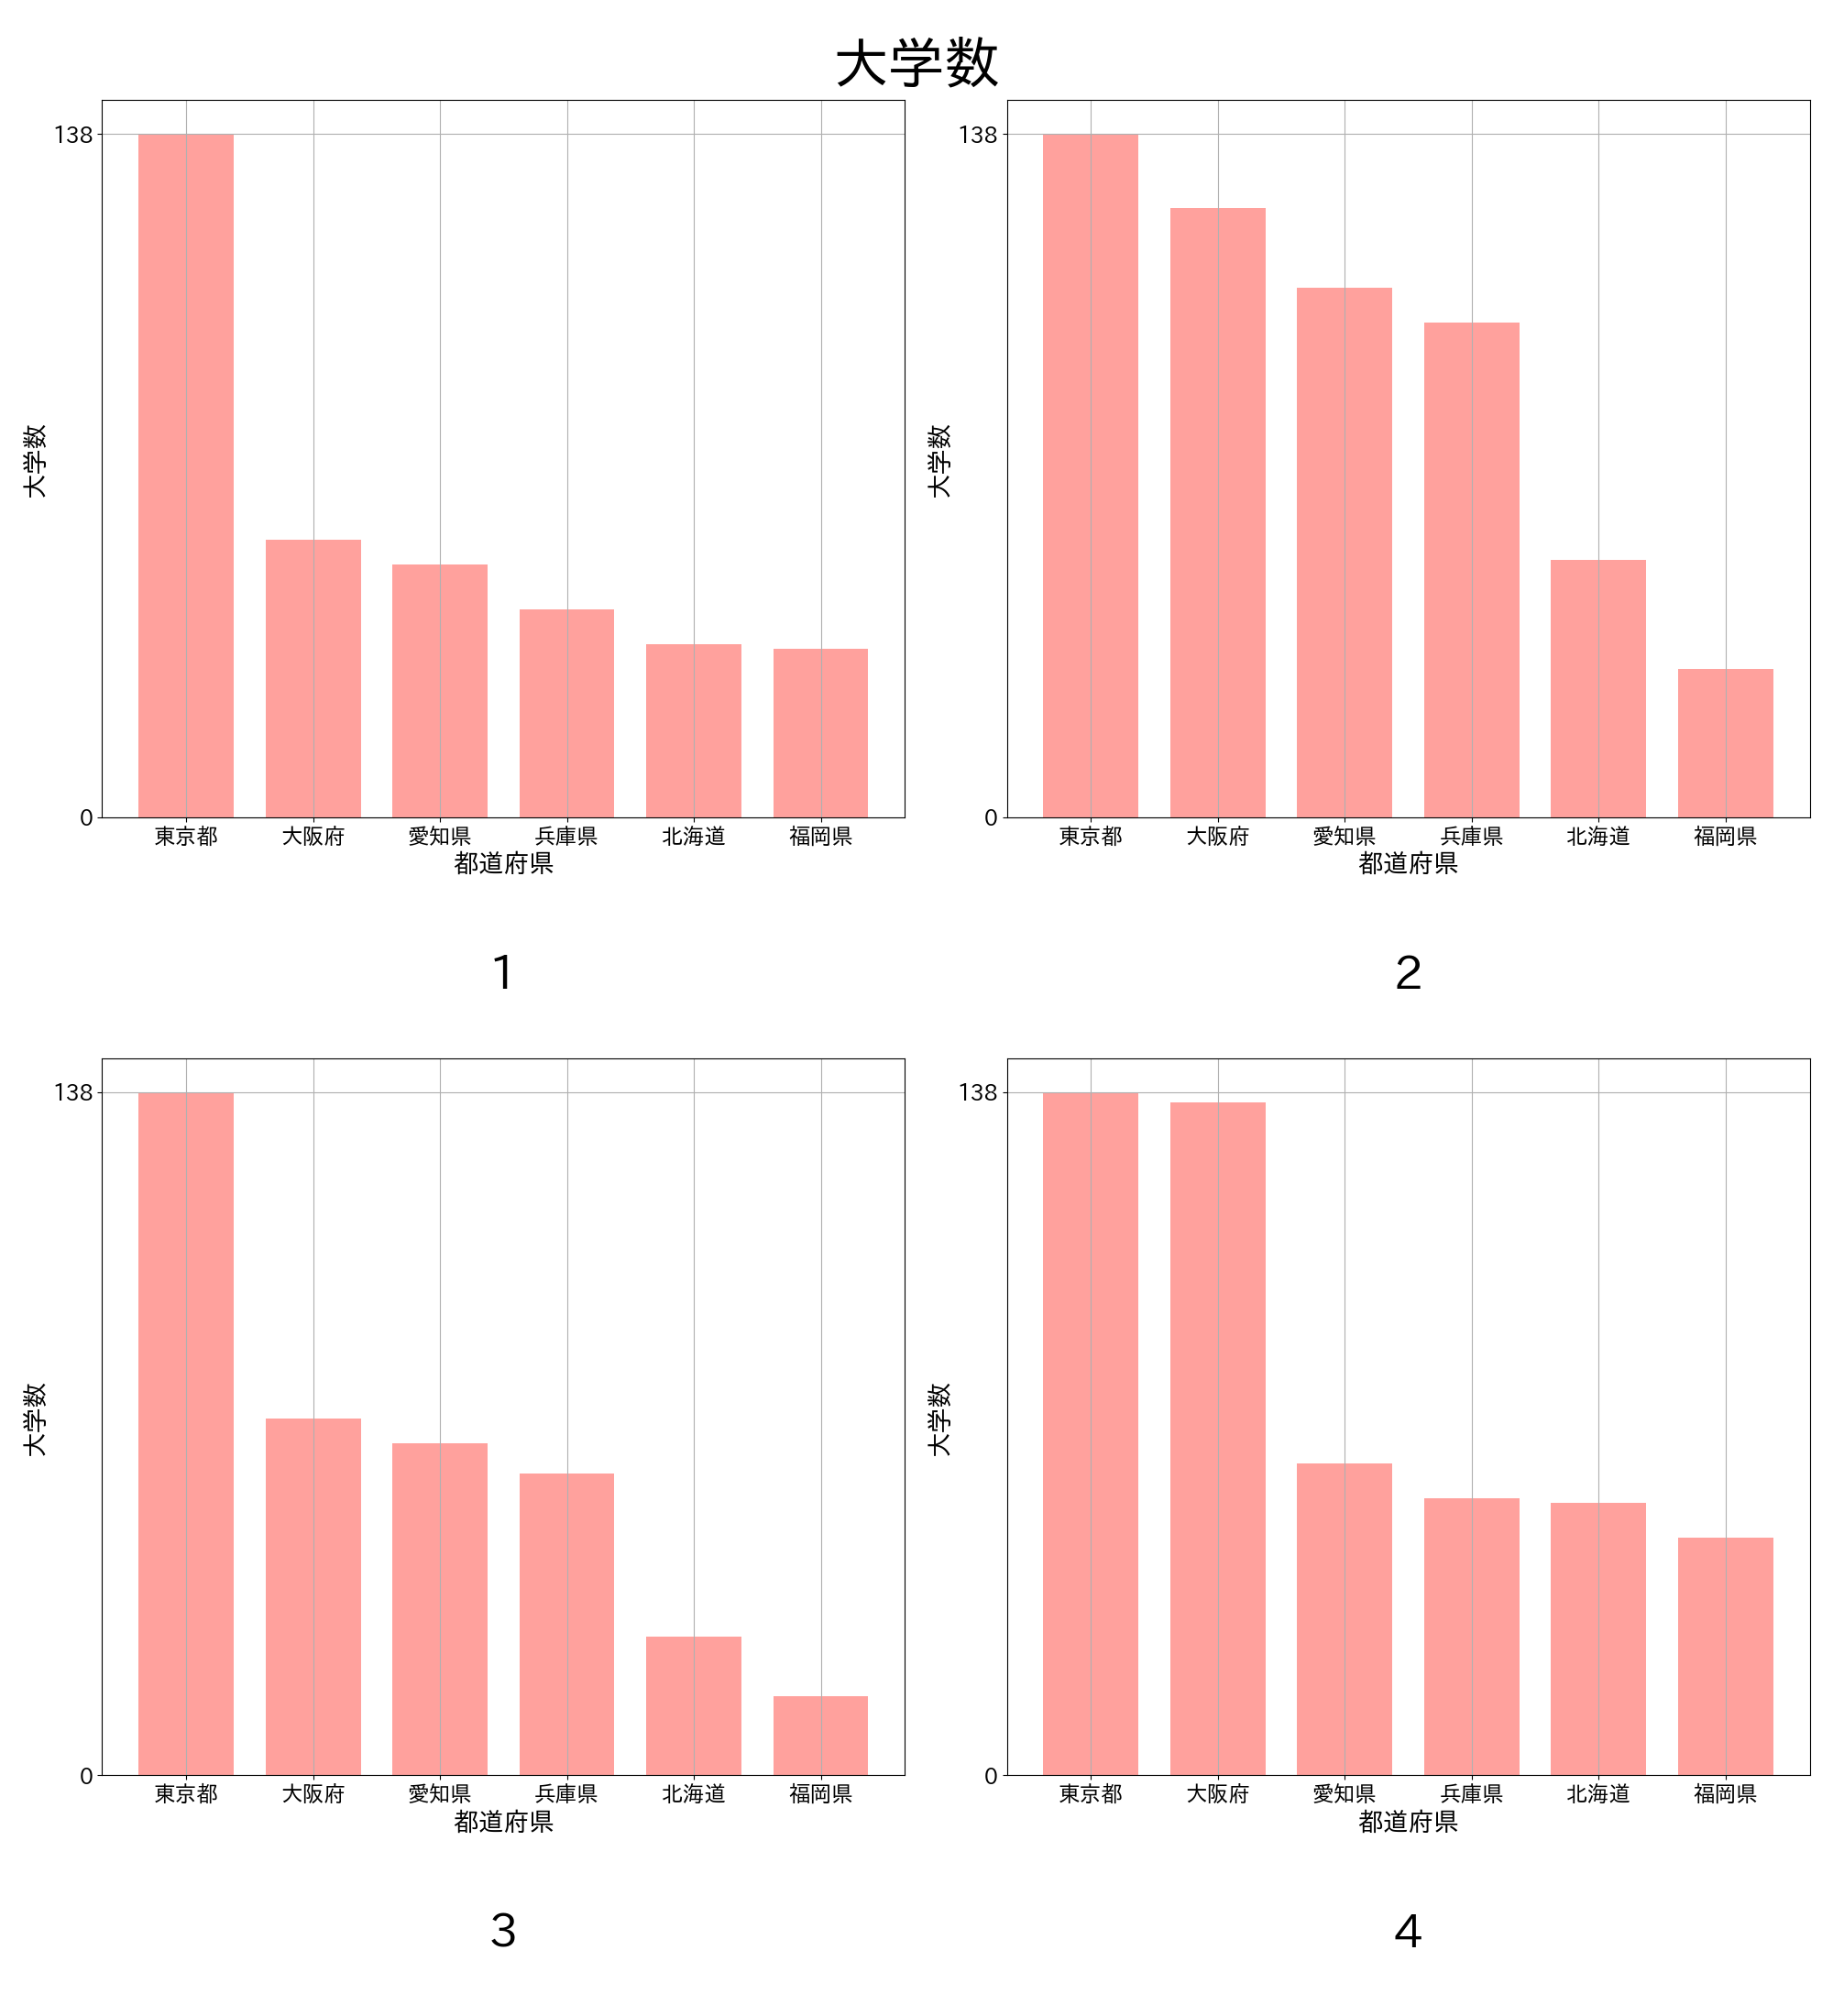 大学数
138
138
大学数
大学数
0
0
東京都 大阪府 愛知県 兵庫県 北海道 福岡県
東京都 大阪府 愛知県 兵庫県 北海道 福岡県
都道府県
都道府県
1
2
138
138
大学数
大学数
0
0
東京都 大阪府 愛知県 兵庫県 北海道 福岡県
東京都 大阪府 愛知県 兵庫県 北海道 福岡県
都道府県
都道府県
3
4